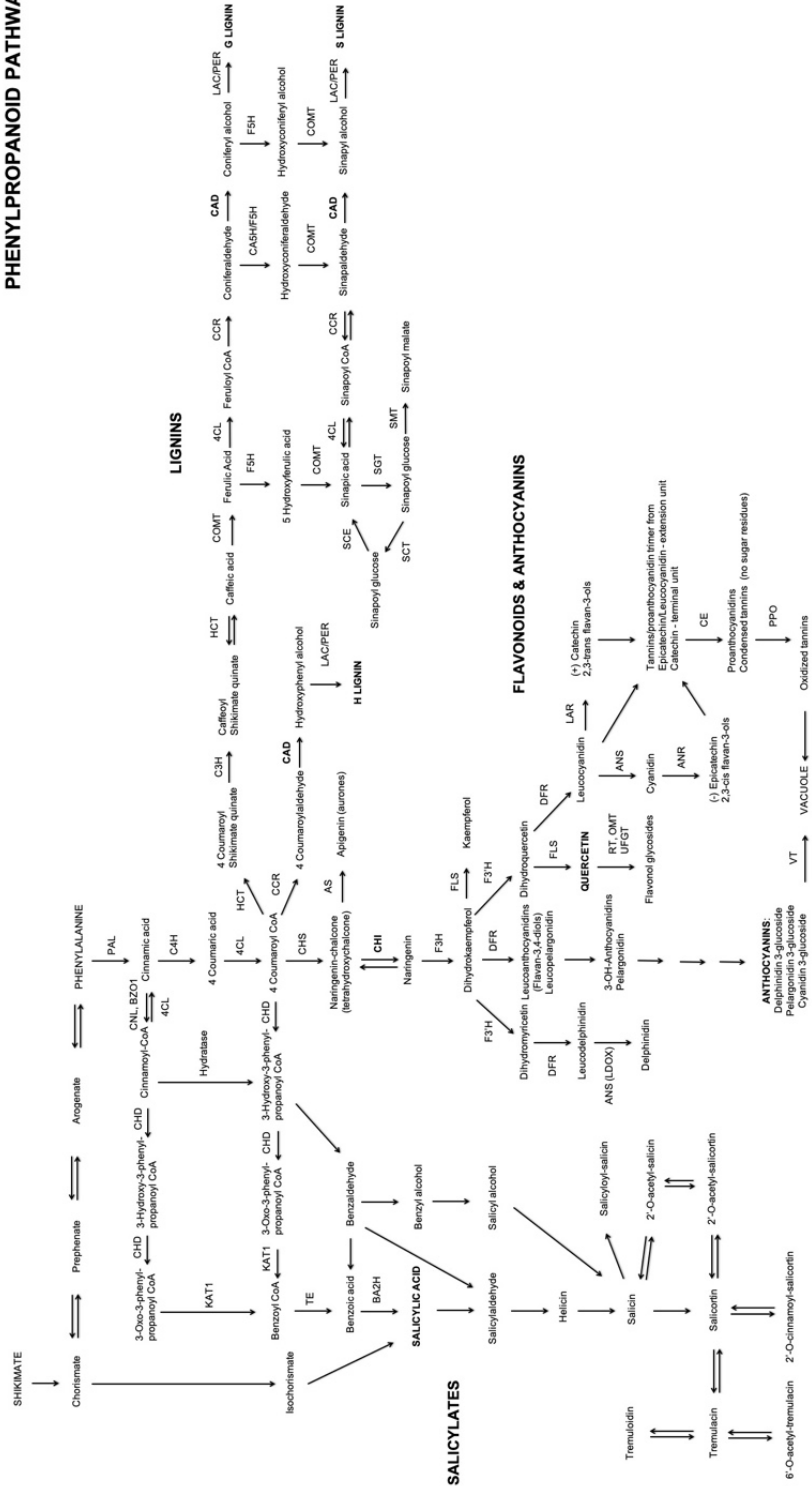 PHENYLPROPANOID PATHWA
SHIKIMATE
Chorismate
Prephenate
Arogenate
PHENYLALANINE
PAL
3-Oxo-3-phenyl-
propanoyl CoA
CHD
3-Hydroxy-3-phenyl-
propanoyl CoA
CHD
Cinnamoyl-CoA
CNL, BZO1
4CL
Cinnamic acid
C4H
KAT1
Hydratase
4 Coumaric acid
4CL
Isochorismate
Benzoyl CoA
KAT1
3-Oxo-3-phenyl-
propanoyl CoA
CHD
3-Hydroxy-3-phenyl-
propanoyl CoA
CHD
4 Coumaroyl CoA
HCT
4 Coumaroyl
Shikimate quinate
C3H
Caffeoyl
Shikimate quinate
HCT
Caffeic acid
COMT
Ferulic Acid
4CL
Feruloyl CoA
CCR
Coniferaldehyde
CAD
Coniferyl alcohol
LAC/PER
G LIGNIN
LIGNINS
F5H
CA5H/F5H
F5H
5 Hydroxyferulic acid
Hydroxyconiferaldehyde
Hydroxyconiferyl alcohol
COMT
COMT
COMT
CCR
4 Coumaroylaldehyde
CAD
Hydroxyphenyl alcohol
LAC/PER
H LIGNIN
Sinapic acid
4CL
Sinapoyl CoA
CCR
Sinapaldehyde
CAD
Sinapyl alcohol
LAC/PER
S LIGNIN
SCE
SGT
Sinapoyl glucose
SCT
Sinapoyl glucose
SMT
Sinapoyl malate
TE
CHS
Benzoic acid
Benzaldehyde
Naringenin-chalcone
(tetrahydroxychalcone)
AS
Apigenin (aurones)
BA2H
CHI
SALICYLATES
SALICYLIC ACID
Benzyl alcohol
Naringenin
F3H
Salicylaldehyde
Salicyl alcohol
Dihydrokaempferol
FLS
Kaempferol
FLAVONOIDS & ANTHOCYANINS
F3'H
DFR
F3'H
Helicin
Dihydromyricetin
Leucoanthocyanidins
(Flavan-3,4-diols)
Leucopelargonidin
Dihydroquercetin
DFR
DFR
FLS
Leucocyanidin
LAR
(+) Catechin
2,3-trans flavan-3-ols
Salicin
Salicyloyl-salicin
Leucodelphinidin
QUERCETIN
ANS
2'-O-acetyl-salicin
ANS (LDOX)
3-OH-Anthocyanindins
Pelargonidin
RT, OMT
UFGT
Cyanidin
Tannins/proanthocyanidin trimer from
Epicatechin/Leucocyanidin - extension unit
Catechin - terminal unit
Delphinidin
Flavonol glycosides
ANR
CE
Tremuloidin
Salicortin
2'-O-acetyl-salicortin
(-) Epicatechin
2,3-cis flavan-3-ols
Proanthocyanidins
Condensed tannins (no sugar residues)
Tremulacin
PPO
6'-O-acetyl-tremulacin
2'-O-cinnamoyl-salicortin
ANTHOCYANINS:
Delphinidin 3-glucoside
Pelargonidin 3-glucoside
Cyanidin 3-glucoside
VT
VACUOLE
Oxidized tannins